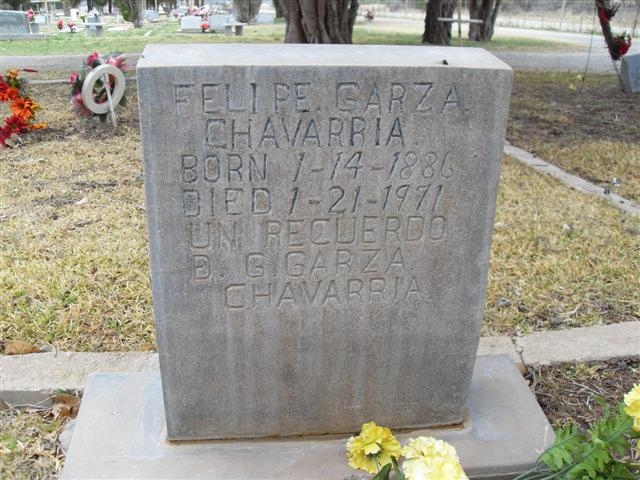 FELIPE GARZA.
CHAVARRIA
BORN 1-14-1886
DIED 1-21-1971
UN RECUERDO
D. G. GARZA.
CHAVARRIA.